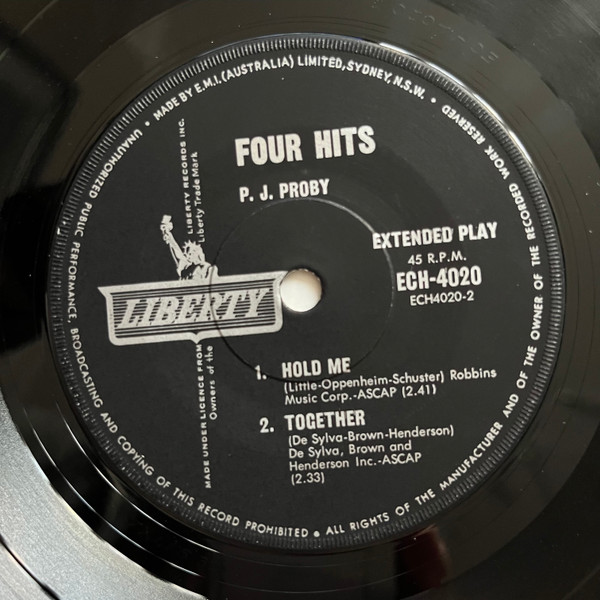 UNAUTHORIZED PUBLIC PERFORMANCE, BROADCASTING AND COPYING OF THIS RECORD PROHIBITED • ALL RIGHTS OF THE MANUFACTURER AND OF THE OWNER OF THE RECORDED WORK RESERVED
• MADE BY E.M.I. (AUSTRALIA) LIMITED, SYDNEY, N.S.W. •
FOUR HITS
P. J. PROBY
LIBERTY RECORDS INC.
Liberty Trade Mark
EXTENDED PLAY
45 R.P.M.
ECH-4020
ECH4020-2
LIBERTY
MADE UNDER LICENCE FROM
Owners of the
1. HOLD ME
(Little-Oppenheim-Schuster) Robbins
Music Corp.-ASCAP (2.41)
2. TOGETHER
(De Sylva-Brown-Henderson)
De Sylva, Brown and
Henderson Inc.-ASCAP
(2.33)